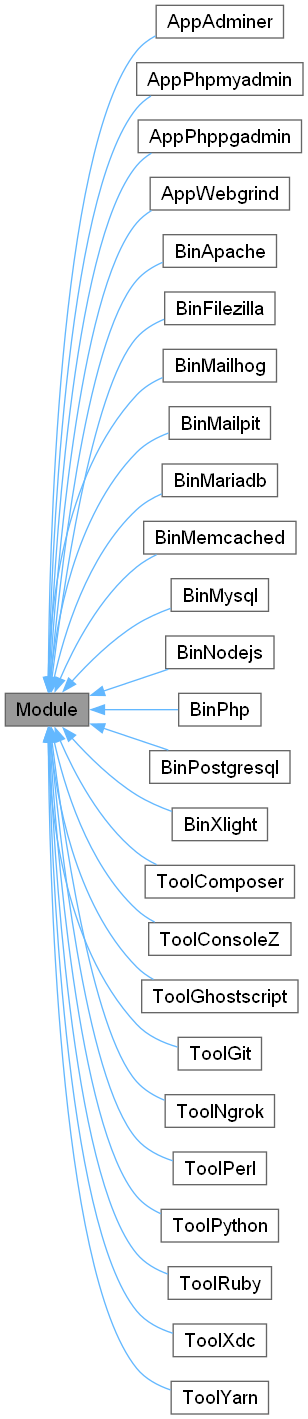 AppAdminer
AppPhpmyadmin
AppPhppgadmin
AppWebgrind
BinApache
BinFilezilla
BinMailhog
BinMailpit
BinMariadb
BinMemcached
BinMysql
BinNodejs
Module
BinPhp
BinPostgresql
BinXlight
ToolComposer
ToolConsoleZ
ToolGhostscript
ToolGit
ToolNgrok
ToolPerl
ToolPython
ToolRuby
ToolXdc
ToolYarn